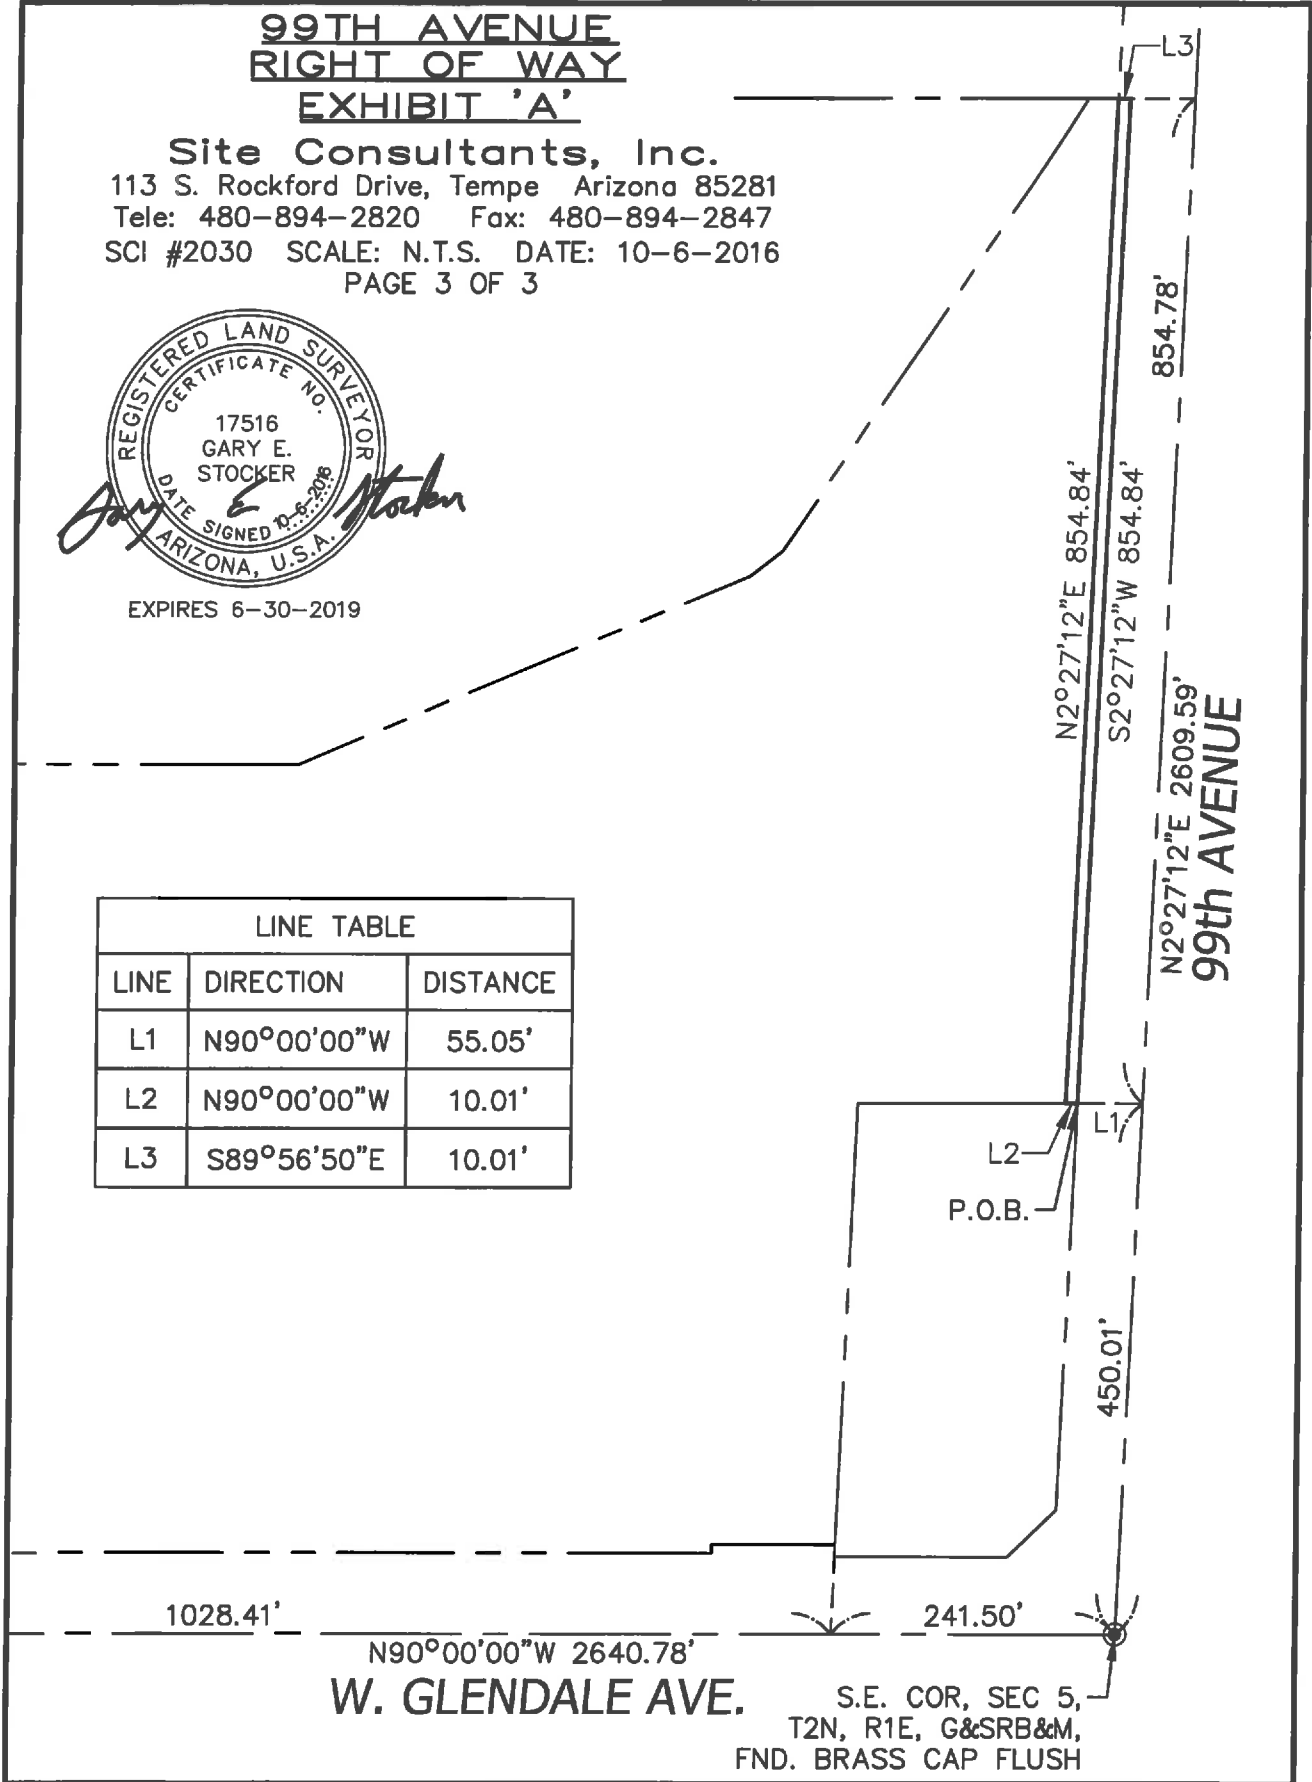 99TH AVENUE
RIGHT OF WAY
EXHIBIT 'A'
Site Consultants, Inc.
113 S. Rockford Drive, Tempe Arizona 85281
Tele: 480-894-2820 Fax: 480-894-2847
SCI #2030 SCALE: N.T.S. DATE: 10-6-2016
PAGE 3 OF 3
REGISTERED LAND SURVEYOR
CERTIFICATE NO.
17516
GARY E.
STOCKER
DATE SIGNED 10-6-2016
ARIZONA, U.S.A.
Gary E Stocker
EXPIRES 6-30-2019
L3
854.78'
N2°27'12"E 854.84'
S2°27'12"W 854.84'
N2°27'12"E 2609.59'
99th AVENUE
LINE TABLE
LINE DIRECTION DISTANCE
L1 N90°00'00"W 55.05'
L2 N90°00'00"W 10.01'
L3 S89°56'50"E 10.01'
L1
L2
P.O.B.
450.01'
1028.41'
241.50'
N90°00'00"W 2640.78'
W. GLENDALE AVE.
S.E. COR, SEC 5,
T2N, R1E, G&SRB&M,
FND. BRASS CAP FLUSH